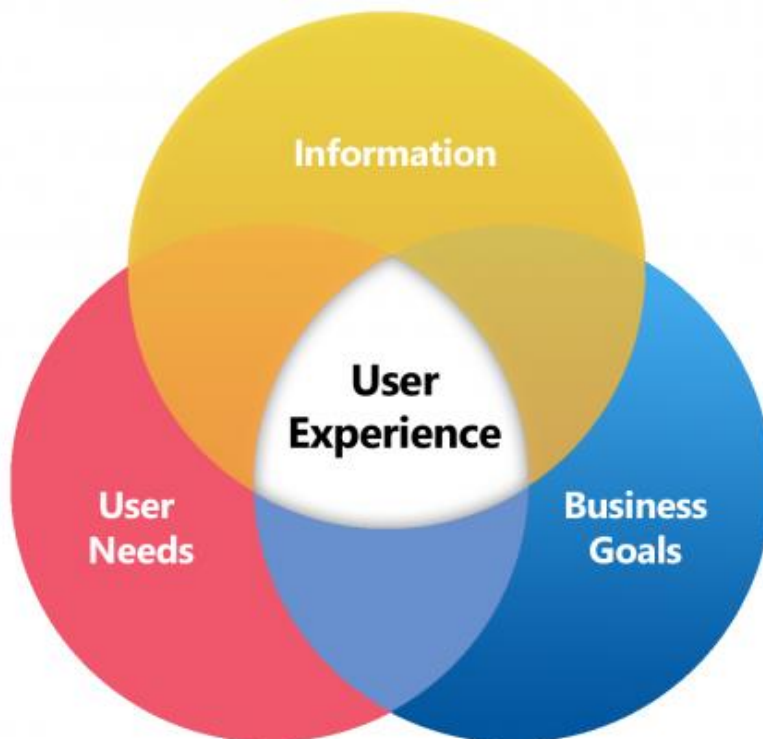 Information
User
Experience
User
Needs
Business
Goals